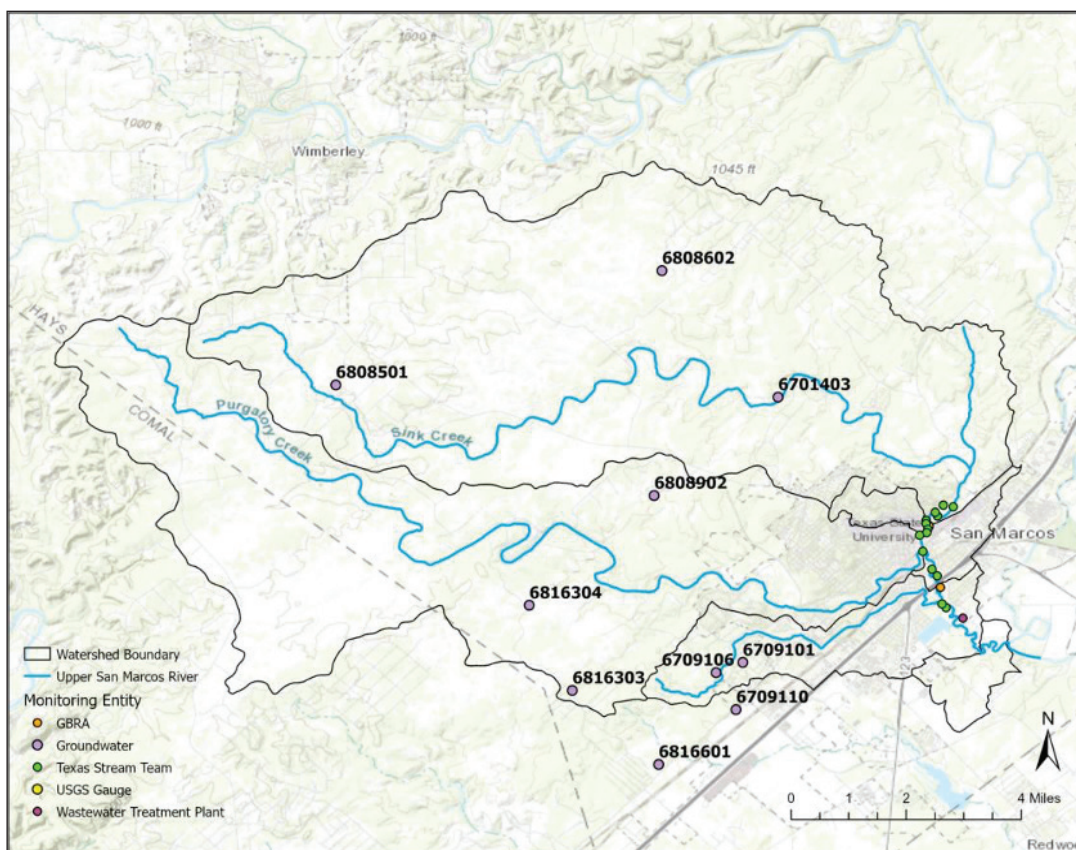 1000 ft
1000 ft
Wimberley
1045 ft
6808602
HAYS
6808501
6701403
COMAL
Purgatory Creek
Sink Creek
6808902
Texas State
University
San Marcos
6816304
6709101
6709106
6816303
6709110
123
6816601
Watershed Boundary
Upper San Marcos River
Monitoring Entity
GBRA
Groundwater
Texas Stream Team
USGS Gauge
Wastewater Treatment Plant
N
0 1 2 4 Miles
Redwoo